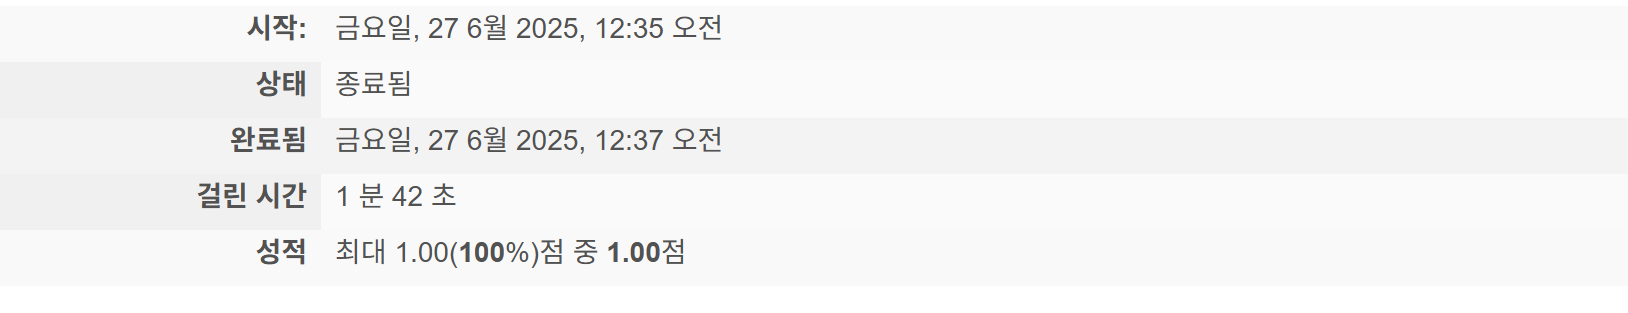 시작: 금요일, 27 6월 2025, 12:35 오전
상태 종료됨
완료됨 금요일, 27 6월 2025, 12:37 오전
걸린 시간 1 분 42 초
성적 최대 1.00(100%)점 중 1.00점